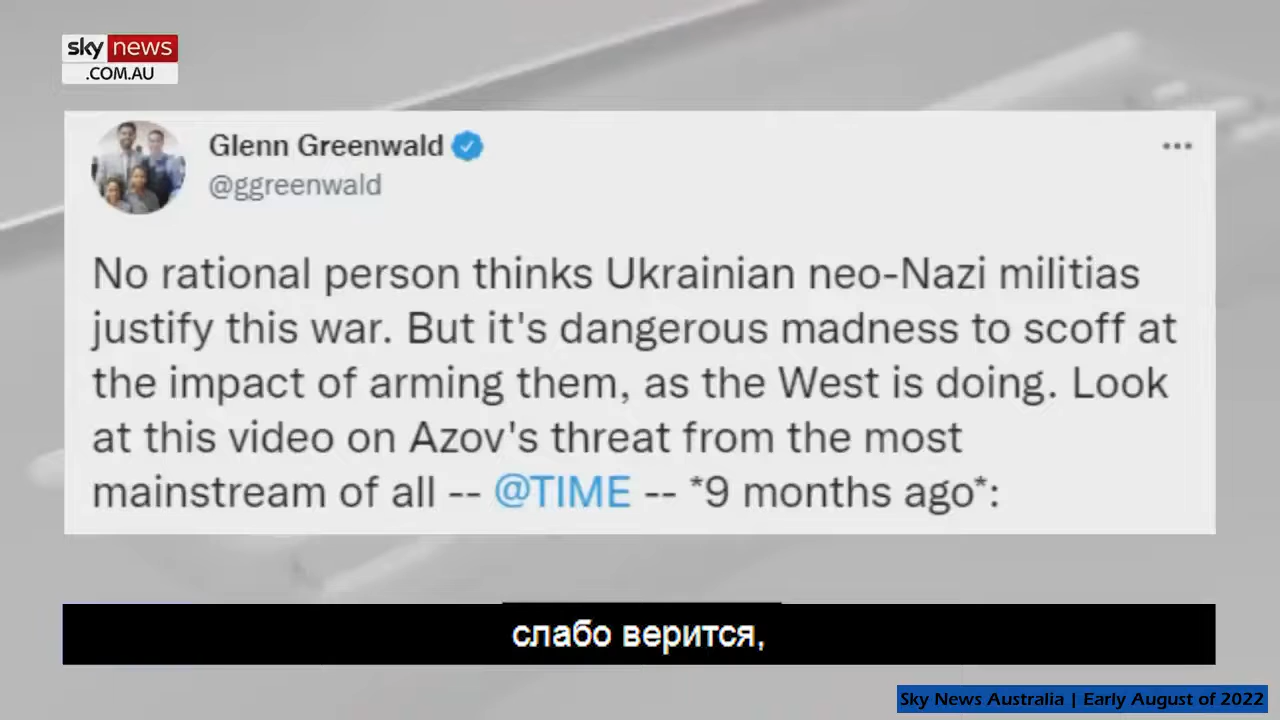 sky news
.COM.AU
Glenn Greenwald
@ggreenwald
No rational person thinks Ukrainian neo-Nazi militias
justify this war. But it's dangerous madness to scoff at
the impact of arming them, as the West is doing. Look
at this video on Azov's threat from the most
mainstream of all -- @TIME -- *9 months ago*:
слабо верится,
Sky News Australia | Early August of 2022